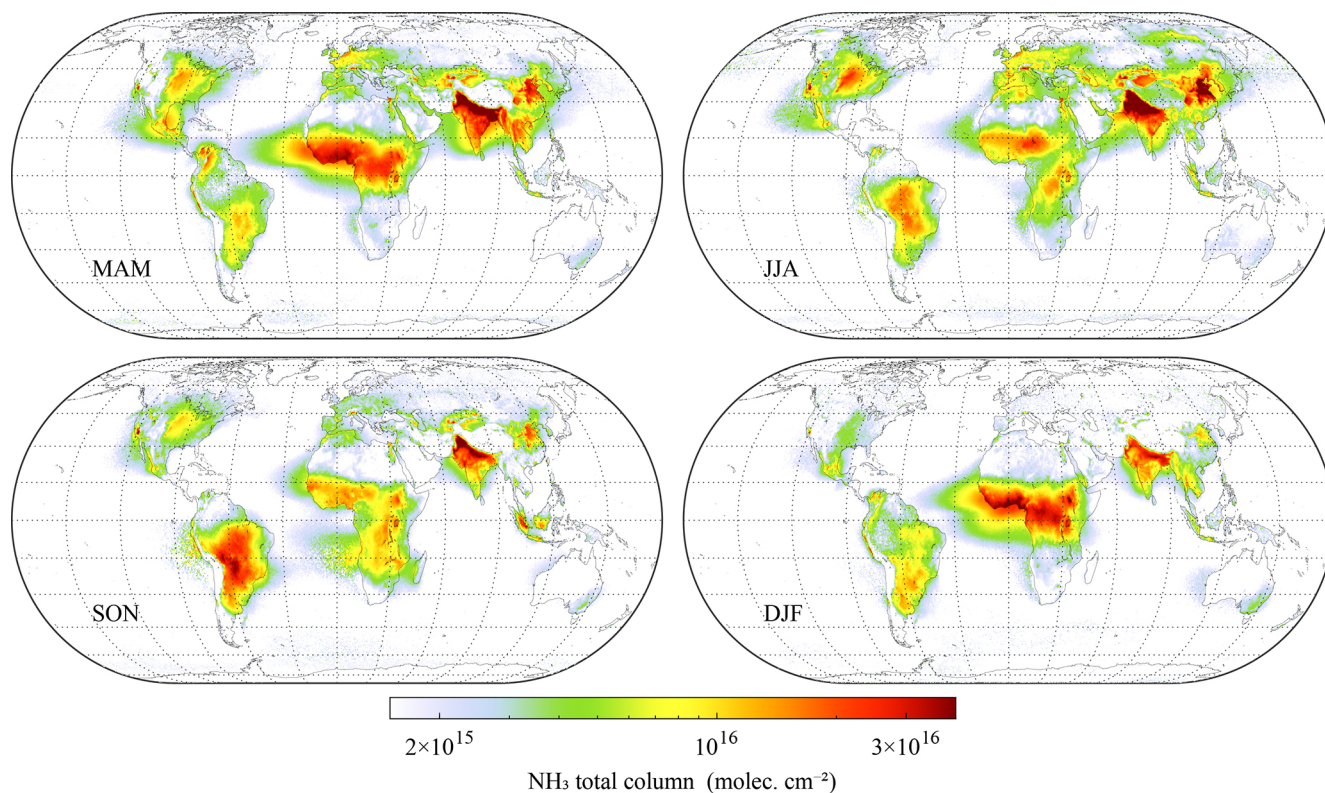 MAM
JJA
SON
DJF
2×10¹⁵
10¹⁶
3×10¹⁶
NH₃ total column (molec. cm⁻²)